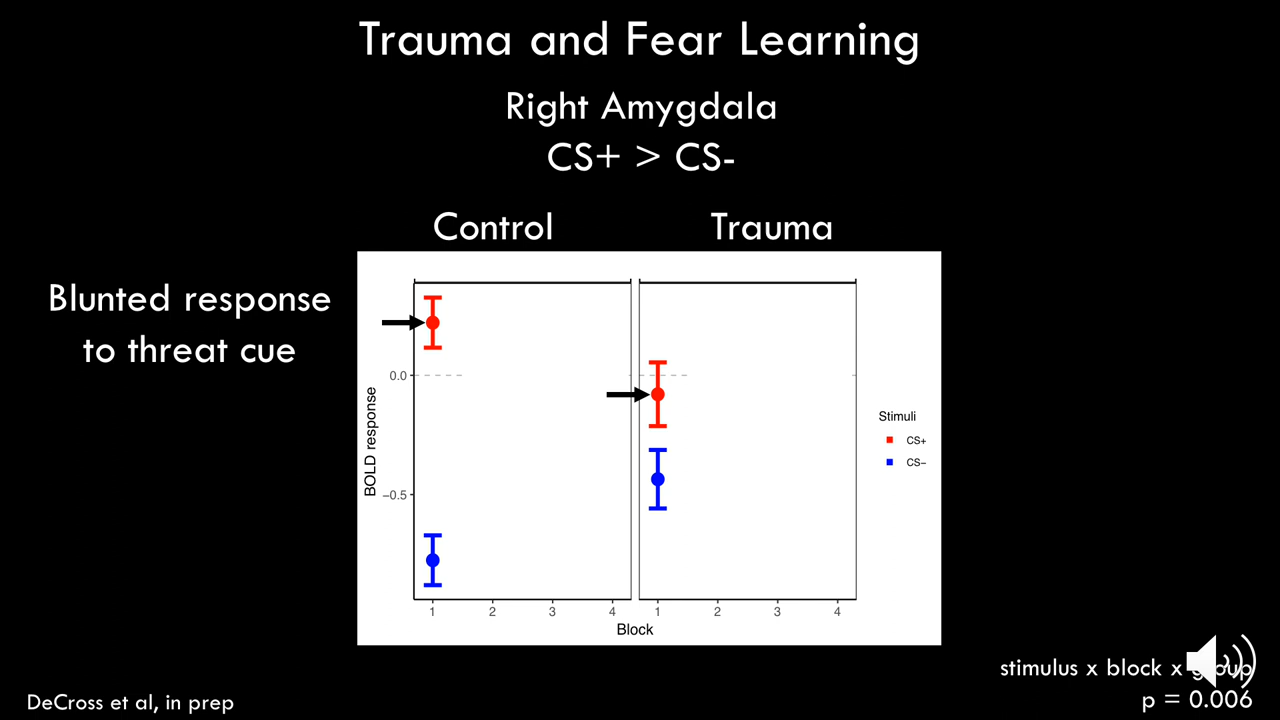 Trauma and Fear Learning
Right Amygdala
CS+ > CS-
Control
Trauma
Blunted response
to threat cue
0.0
−0.5
BOLD response
1 2 3 4
1 2 3 4
Block
Stimuli
CS+
CS−
stimulus x block x group
p = 0.006
DeCross et al, in prep